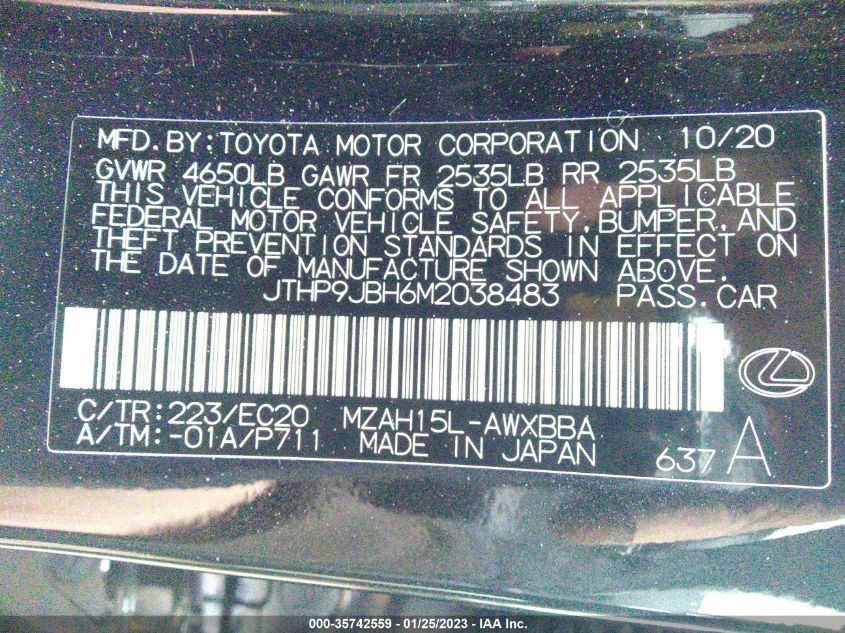 MFD.BY:TOYOTA MOTOR CORPORATION 10/20
GVWR 4650LB GAWR FR 2535LB RR 2535LB
THIS VEHICLE CONFORMS TO ALL APPLICABLE
FEDERAL MOTOR VEHICLE SAFETY,BUMPER,AND
THEFT PREVENTION STANDARDS IN EFFECT ON
THE DATE OF MANUFACTURE SHOWN ABOVE.
JTHP9JBH6M2038483 PASS.CAR
C/TR:223/EC20 MZAH15L-AWXBBA
A/TM:-01A/P711 MADE IN JAPAN
637 A
000-35742559 - 01/25/2023 - IAA Inc.